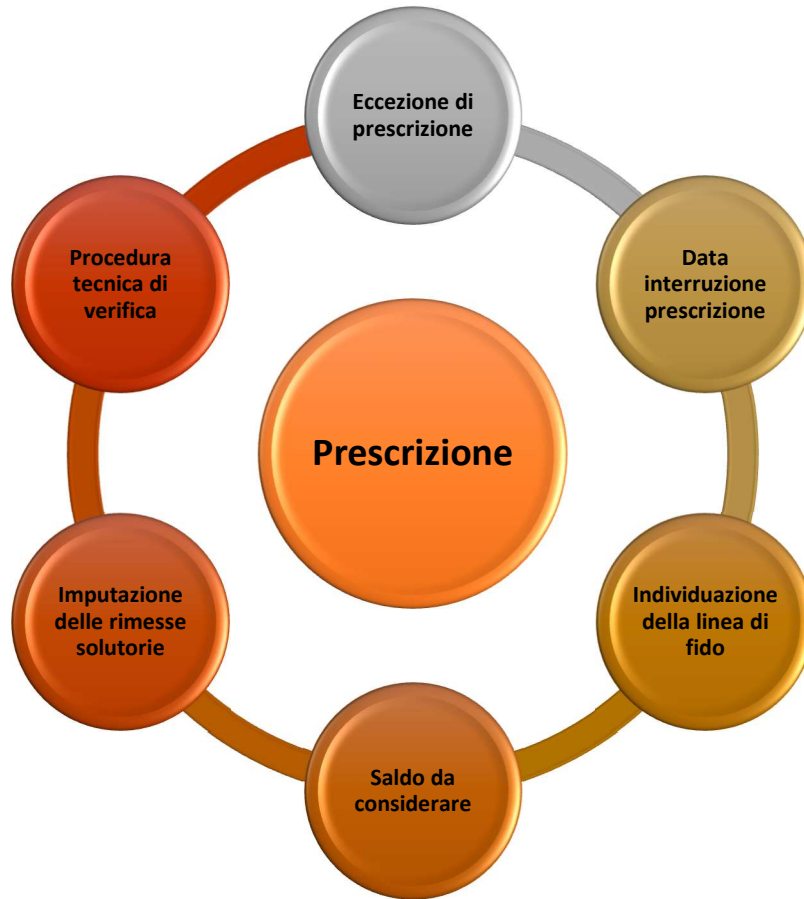 Eccezione di
prescrizione
Data
interruzione
prescrizione
Individuazione
della linea di
fido
Saldo da
considerare
Imputazione
delle rimesse
solutorie
Procedura
tecnica di
verifica
Prescrizione